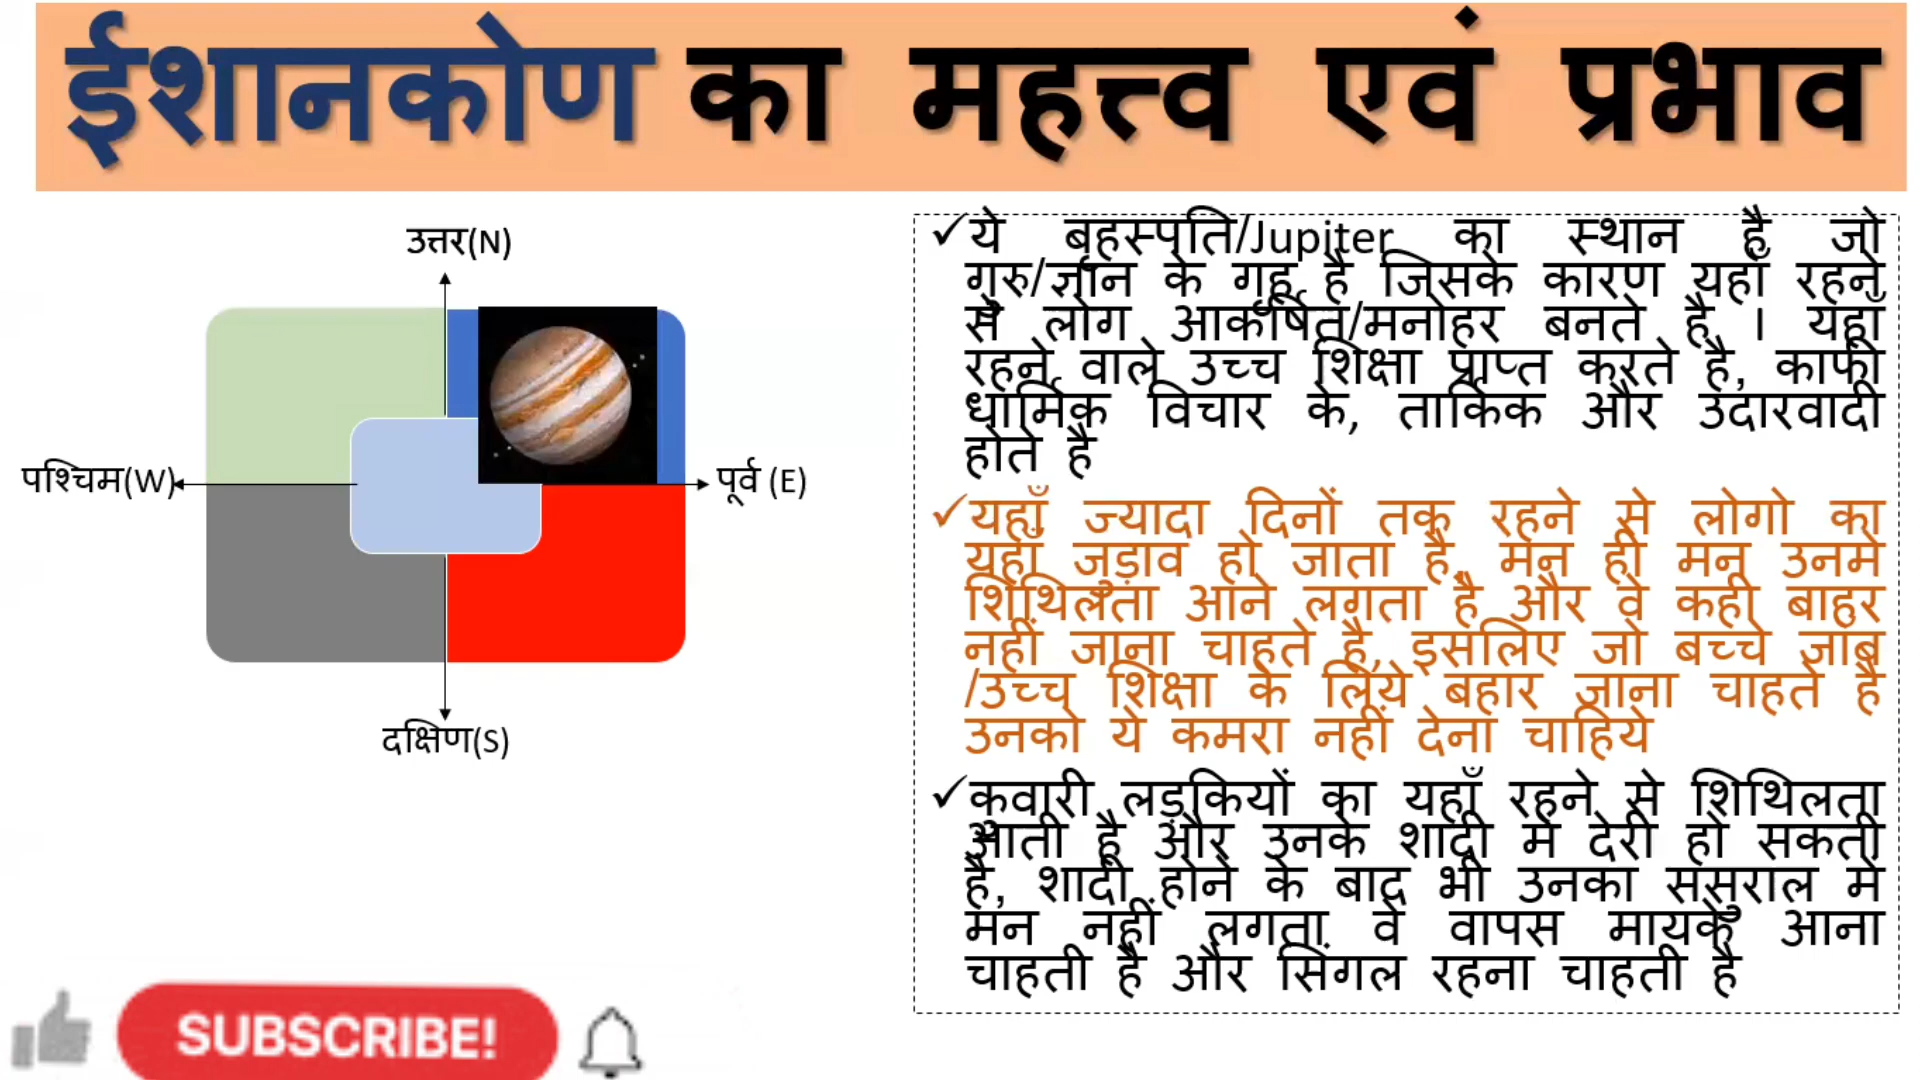 ईशानकोण का महत्त्व एवं प्रभाव
उत्तर(N)
पश्चिम(W)
पूर्व (E)
दक्षिण(S)
✓ये बृहस्पति/Jupiter का स्थान है जो
गुरु/ज्ञान के गृह है जिसके कारण यहाँ रहने
से लोग आकर्षित/मनोहर बनते है । यहाँ
रहने वाले उच्च शिक्षा प्राप्त करते है, काफी
धार्मिक विचार के, तार्किक और उदारवादी
होते है
✓यहाँ ज्यादा दिनों तक रहने से लोगो का
यहाँ जुड़ाव हो जाता है, मन ही मन उनमे
शिथिलता आने लगता है और वे कही बाहर
नहीं जाना चाहते है, इसलिए जो बच्चे जॉब
/उच्च शिक्षा के लिये बहार जाना चाहते है
उनको ये कमरा नहीं देना चाहिये
✓कुवारी लड़कियों का यहाँ रहने से शिथिलता
आती है और उनके शादी में देरी हो सकती
है, शादी होने के बाद भी उनका ससुराल में
मन नहीं लगता वे वापस मायके आना
चाहती है और सिंगल रहना चाहती है
SUBSCRIBE!